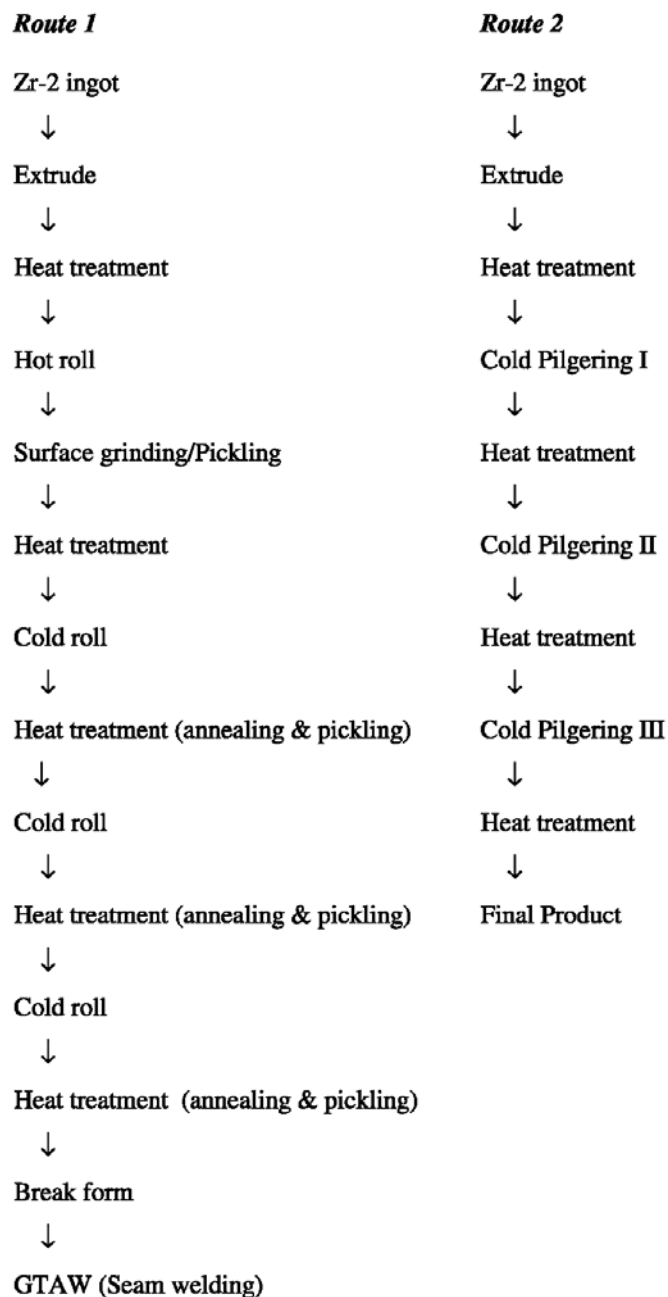 Route 1
Zr-2 ingot
↓
Extrude
↓
Heat treatment
↓
Hot roll
↓
Surface grinding/Pickling
↓
Heat treatment
↓
Cold roll
↓
Heat treatment (annealing & pickling)
↓
Cold roll
↓
Heat treatment (annealing & pickling)
↓
Cold roll
↓
Heat treatment (annealing & pickling)
↓
Break form
↓
GTAW (Seam welding)
Route 2
Zr-2 ingot
↓
Extrude
↓
Heat treatment
↓
Cold Pilgering I
↓
Heat treatment
↓
Cold Pilgering II
↓
Heat treatment
↓
Cold Pilgering III
↓
Heat treatment
↓
Final Product